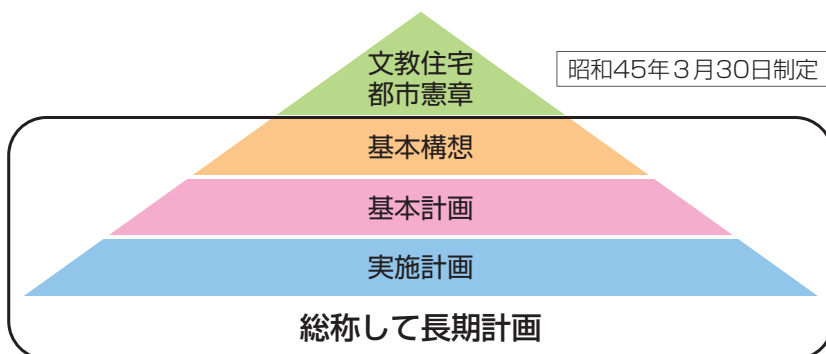 文教住宅
都市憲章
昭和45年3月30日制定
基本構想
基本計画
実施計画
総称して長期計画